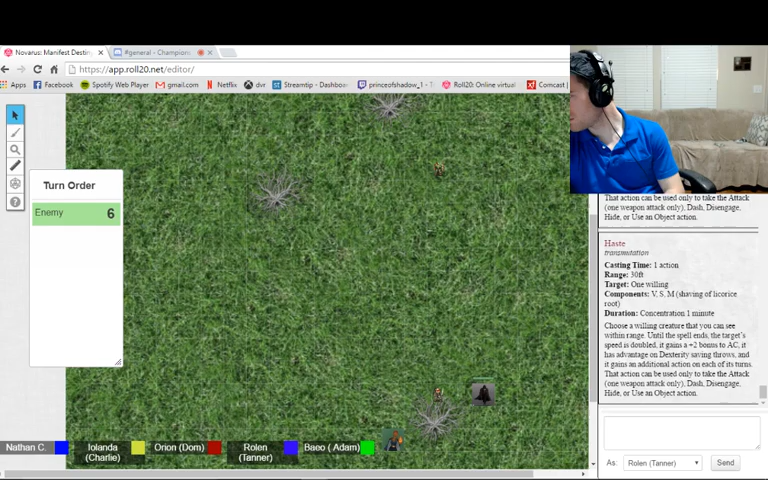 Novarus: Manifest Destin
#general - Champions
https://app.roll20.net/editor/
Apps Facebook Spotify Web Player gmail.com Netflix dvr Streamtip - Dashboa princeofshadow_1 - T Roll20: Online virtual Comcast
Turn Order
Enemy 6
That action can be used only to take the Attack
(one weapon attack only), Dash, Disengage,
Hide, or Use an Object action.
Haste
transmutation
Casting Time: 1 action
Range: 30ft
Target: One willing
Components: V, S, M (shaving of licorice
root)
Duration: Concentration 1 minute
Choose a willing creature that you can see
within range. Until the spell ends, the target's
speed is doubled, it gains a +2 bonus to AC, it
has advantage on Dexterity saving throws, and
it gains an additional action on each of its turns.
That action can be used only to take the Attack
(one weapon attack only), Dash, Disengage,
Hide, or Use an Object action.
Nathan C.
Iolanda
(Charlie)
Orion (Dom)
Rolen
(Tanner)
Baeo ( Adam)
As: Rolen (Tanner) Send